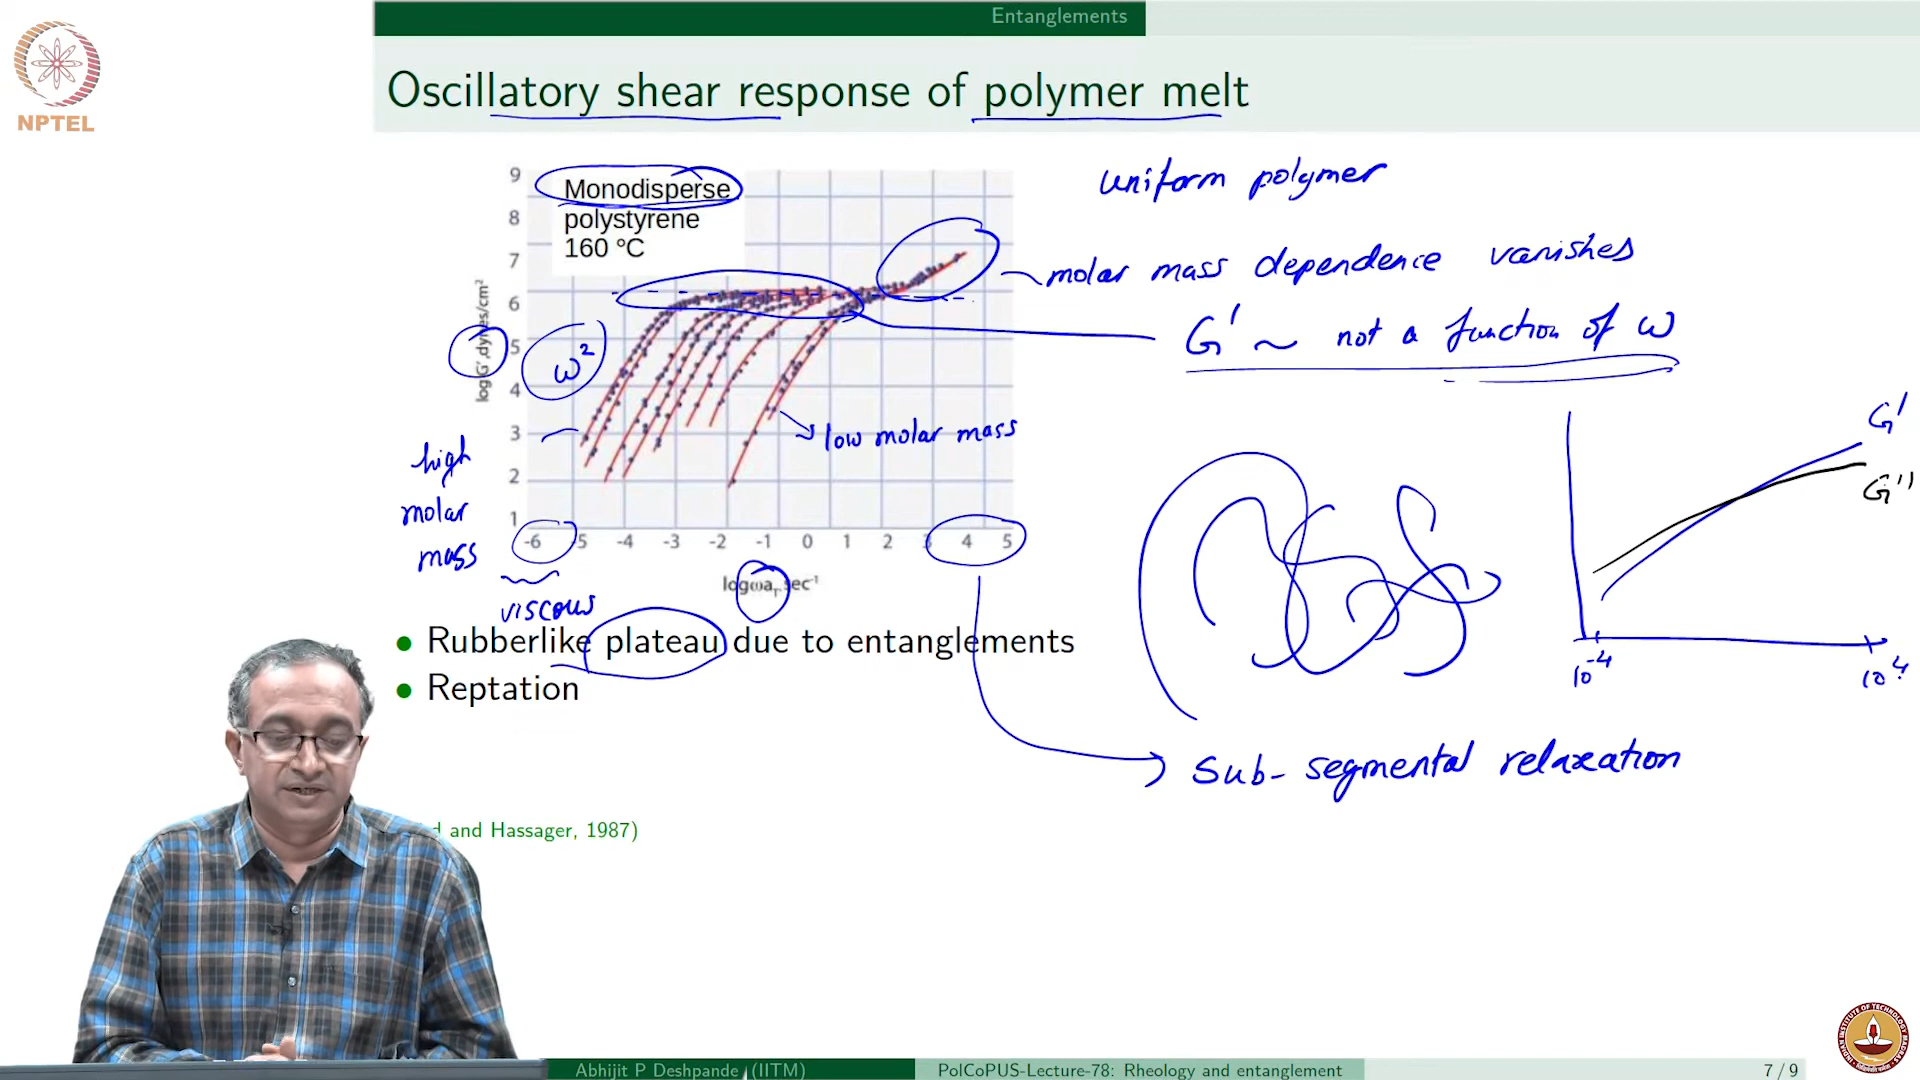 Entanglements
Oscillatory shear response of polymer melt
NPTEL
Monodisperse
polystyrene
160 °C
uniform polymer
molar mass dependence vanishes
G' ~ not a function of ω
9
8
7
6
5
4
3
2
1
log G', dynes/cm²
ω²
high
molar
mass
low molar mass
-6 -5 -4 -3 -2 -1 0 1 2 3 4 5
logωaT, sec⁻¹
viscous
G'
G''
10⁻⁴
10⁴
• Rubberlike plateau due to entanglements
• Reptation
Sub-segmental relaxation
and Hassager, 1987)
Abhijit P Deshpande (IITM)
PolCoPUS-Lecture-78: Rheology and entanglement
7 / 9